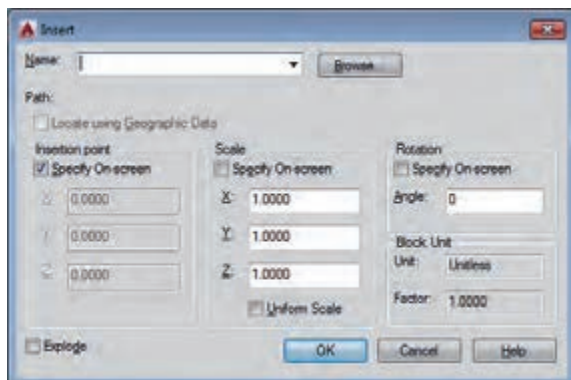 Insert
Name: Browse...
Path:
Locate using Geographic Data
Insertion point
Specify On-screen
X: 0.0000
Y: 0.0000
Z: 0.0000
Scale
Specify On-screen
X: 1.0000
Y: 1.0000
Z: 1.0000
Uniform Scale
Rotation
Specify On-screen
Angle: 0
Block Unit
Unit: Unitless
Factor: 1.0000
Explode
OK Cancel Help